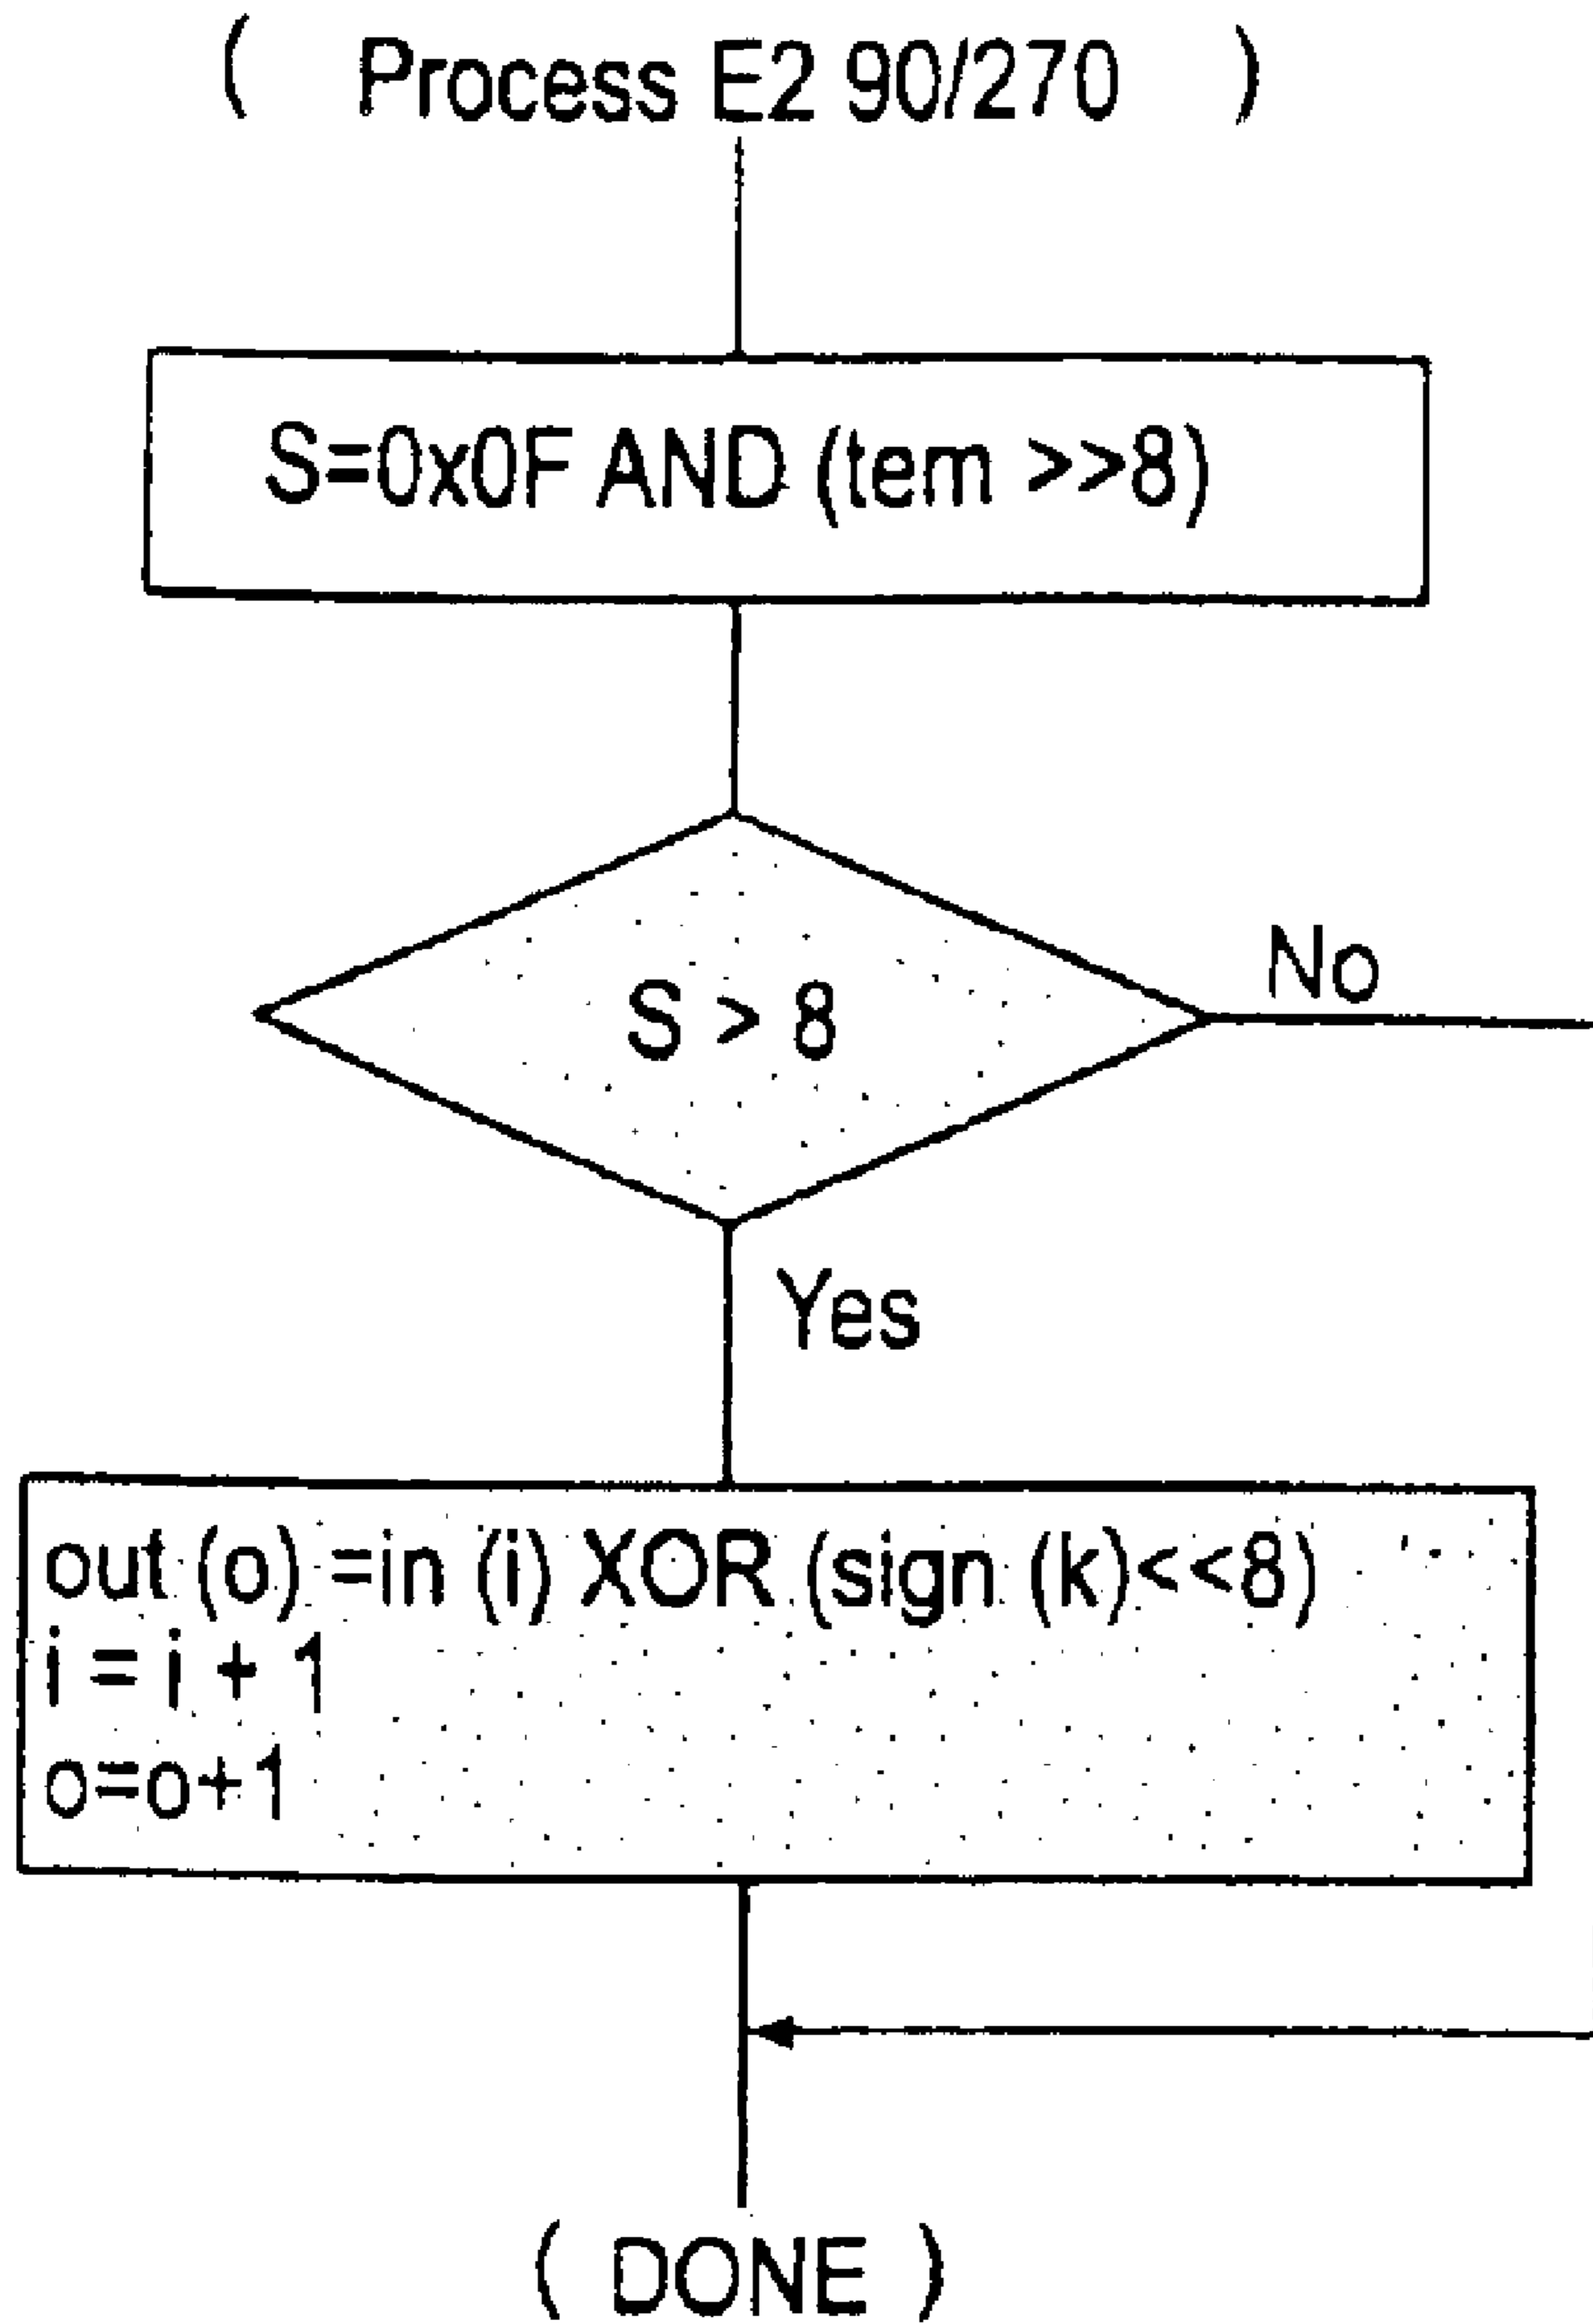 ( Process E2 90/270 )
S=0x0F AND (tem >>8)
S > 8
No
Yes
out (o) =in (i) XOR (sign (k)<<8)
i = i + 1
o=o+1
( DONE )